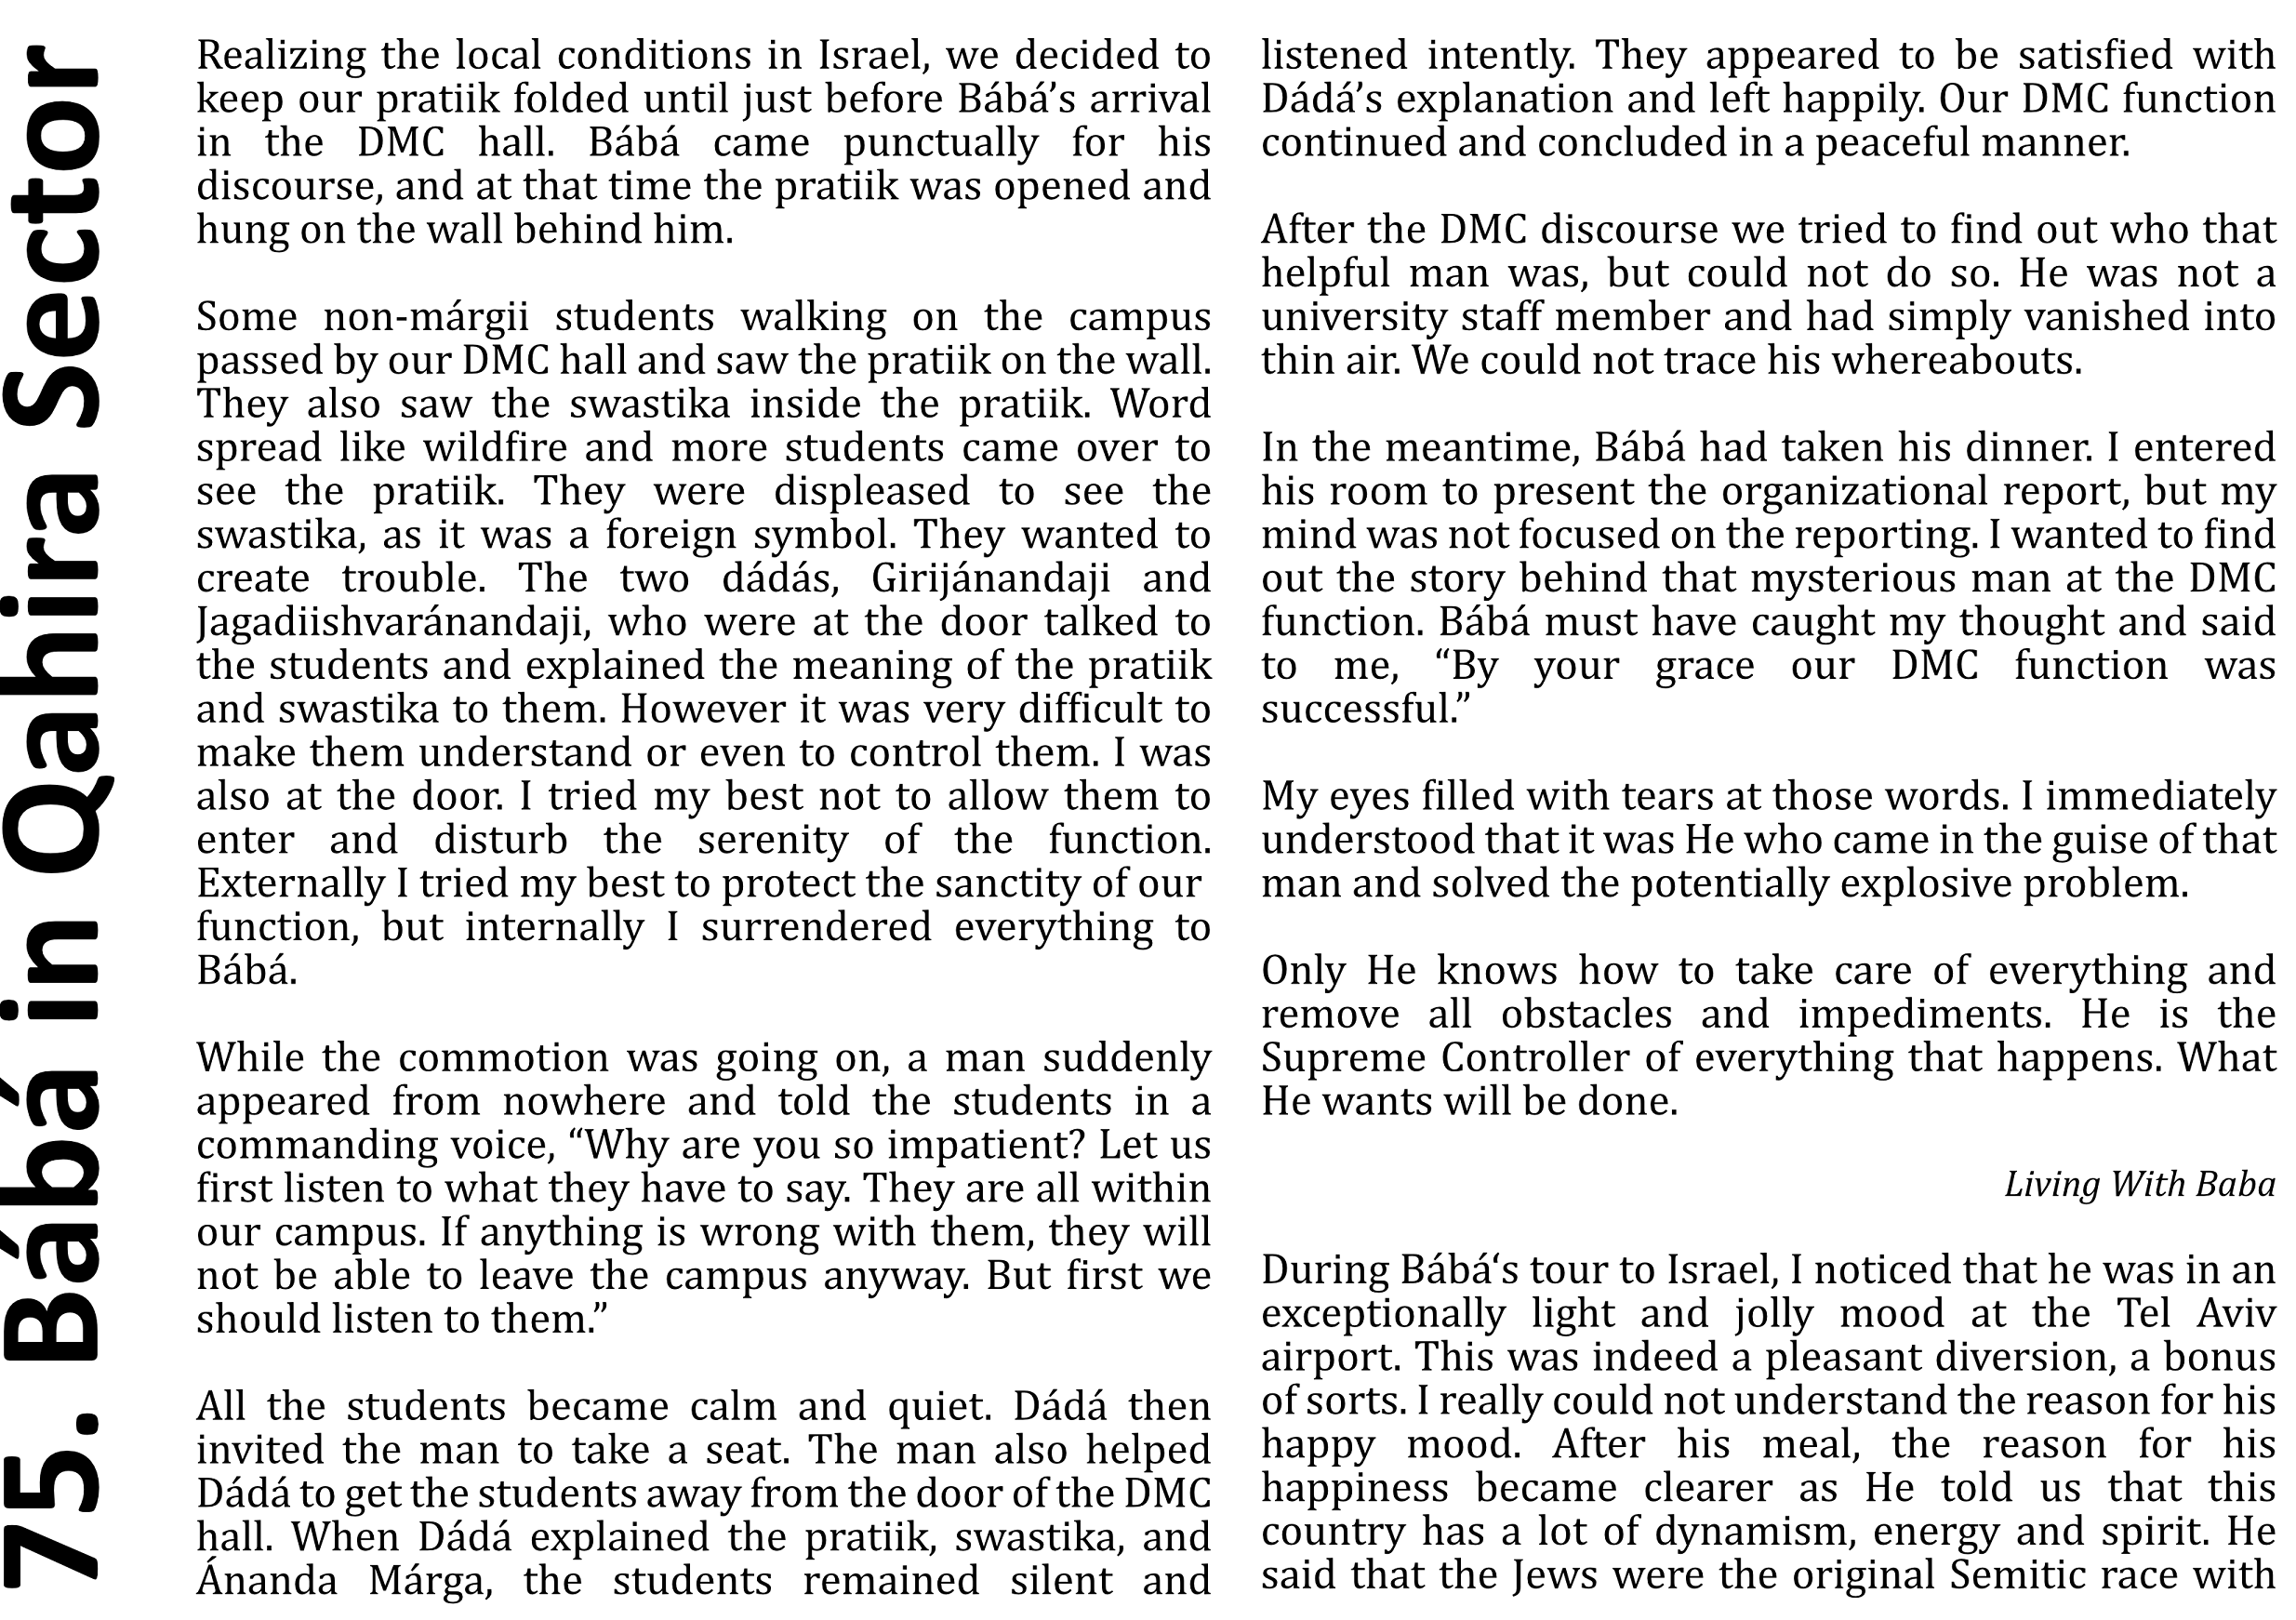 75. Bábá in Qahira Sector
Realizing the local conditions in Israel, we decided to
keep our pratiik folded until just before Bábá’s arrival
in the DMC hall. Bábá came punctually for his
discourse, and at that time the pratiik was opened and
hung on the wall behind him.
Some non-márgii students walking on the campus
passed by our DMC hall and saw the pratiik on the wall.
They also saw the swastika inside the pratiik. Word
spread like wildfire and more students came over to
see the pratiik. They were displeased to see the
swastika, as it was a foreign symbol. They wanted to
create trouble. The two dádás, Girijánandaji and
Jagadiishvaránandaji, who were at the door talked to
the students and explained the meaning of the pratiik
and swastika to them. However it was very difficult to
make them understand or even to control them. I was
also at the door. I tried my best not to allow them to
enter and disturb the serenity of the function.
Externally I tried my best to protect the sanctity of our
function, but internally I surrendered everything to
Bábá.
While the commotion was going on, a man suddenly
appeared from nowhere and told the students in a
commanding voice, “Why are you so impatient? Let us
first listen to what they have to say. They are all within
our campus. If anything is wrong with them, they will
not be able to leave the campus anyway. But first we
should listen to them.”
All the students became calm and quiet. Dádá then
invited the man to take a seat. The man also helped
Dádá to get the students away from the door of the DMC
hall. When Dádá explained the pratiik, swastika, and
Ánanda Márga, the students remained silent and
listened intently. They appeared to be satisfied with
Dádá’s explanation and left happily. Our DMC function
continued and concluded in a peaceful manner.
After the DMC discourse we tried to find out who that
helpful man was, but could not do so. He was not a
university staff member and had simply vanished into
thin air. We could not trace his whereabouts.
In the meantime, Bábá had taken his dinner. I entered
his room to present the organizational report, but my
mind was not focused on the reporting. I wanted to find
out the story behind that mysterious man at the DMC
function. Bábá must have caught my thought and said
to me, “By your grace our DMC function was
successful.”
My eyes filled with tears at those words. I immediately
understood that it was He who came in the guise of that
man and solved the potentially explosive problem.
Only He knows how to take care of everything and
remove all obstacles and impediments. He is the
Supreme Controller of everything that happens. What
He wants will be done.
Living With Baba
During Bábá‘s tour to Israel, I noticed that he was in an
exceptionally light and jolly mood at the Tel Aviv
airport. This was indeed a pleasant diversion, a bonus
of sorts. I really could not understand the reason for his
happy mood. After his meal, the reason for his
happiness became clearer as He told us that this
country has a lot of dynamism, energy and spirit. He
said that the Jews were the original Semitic race with